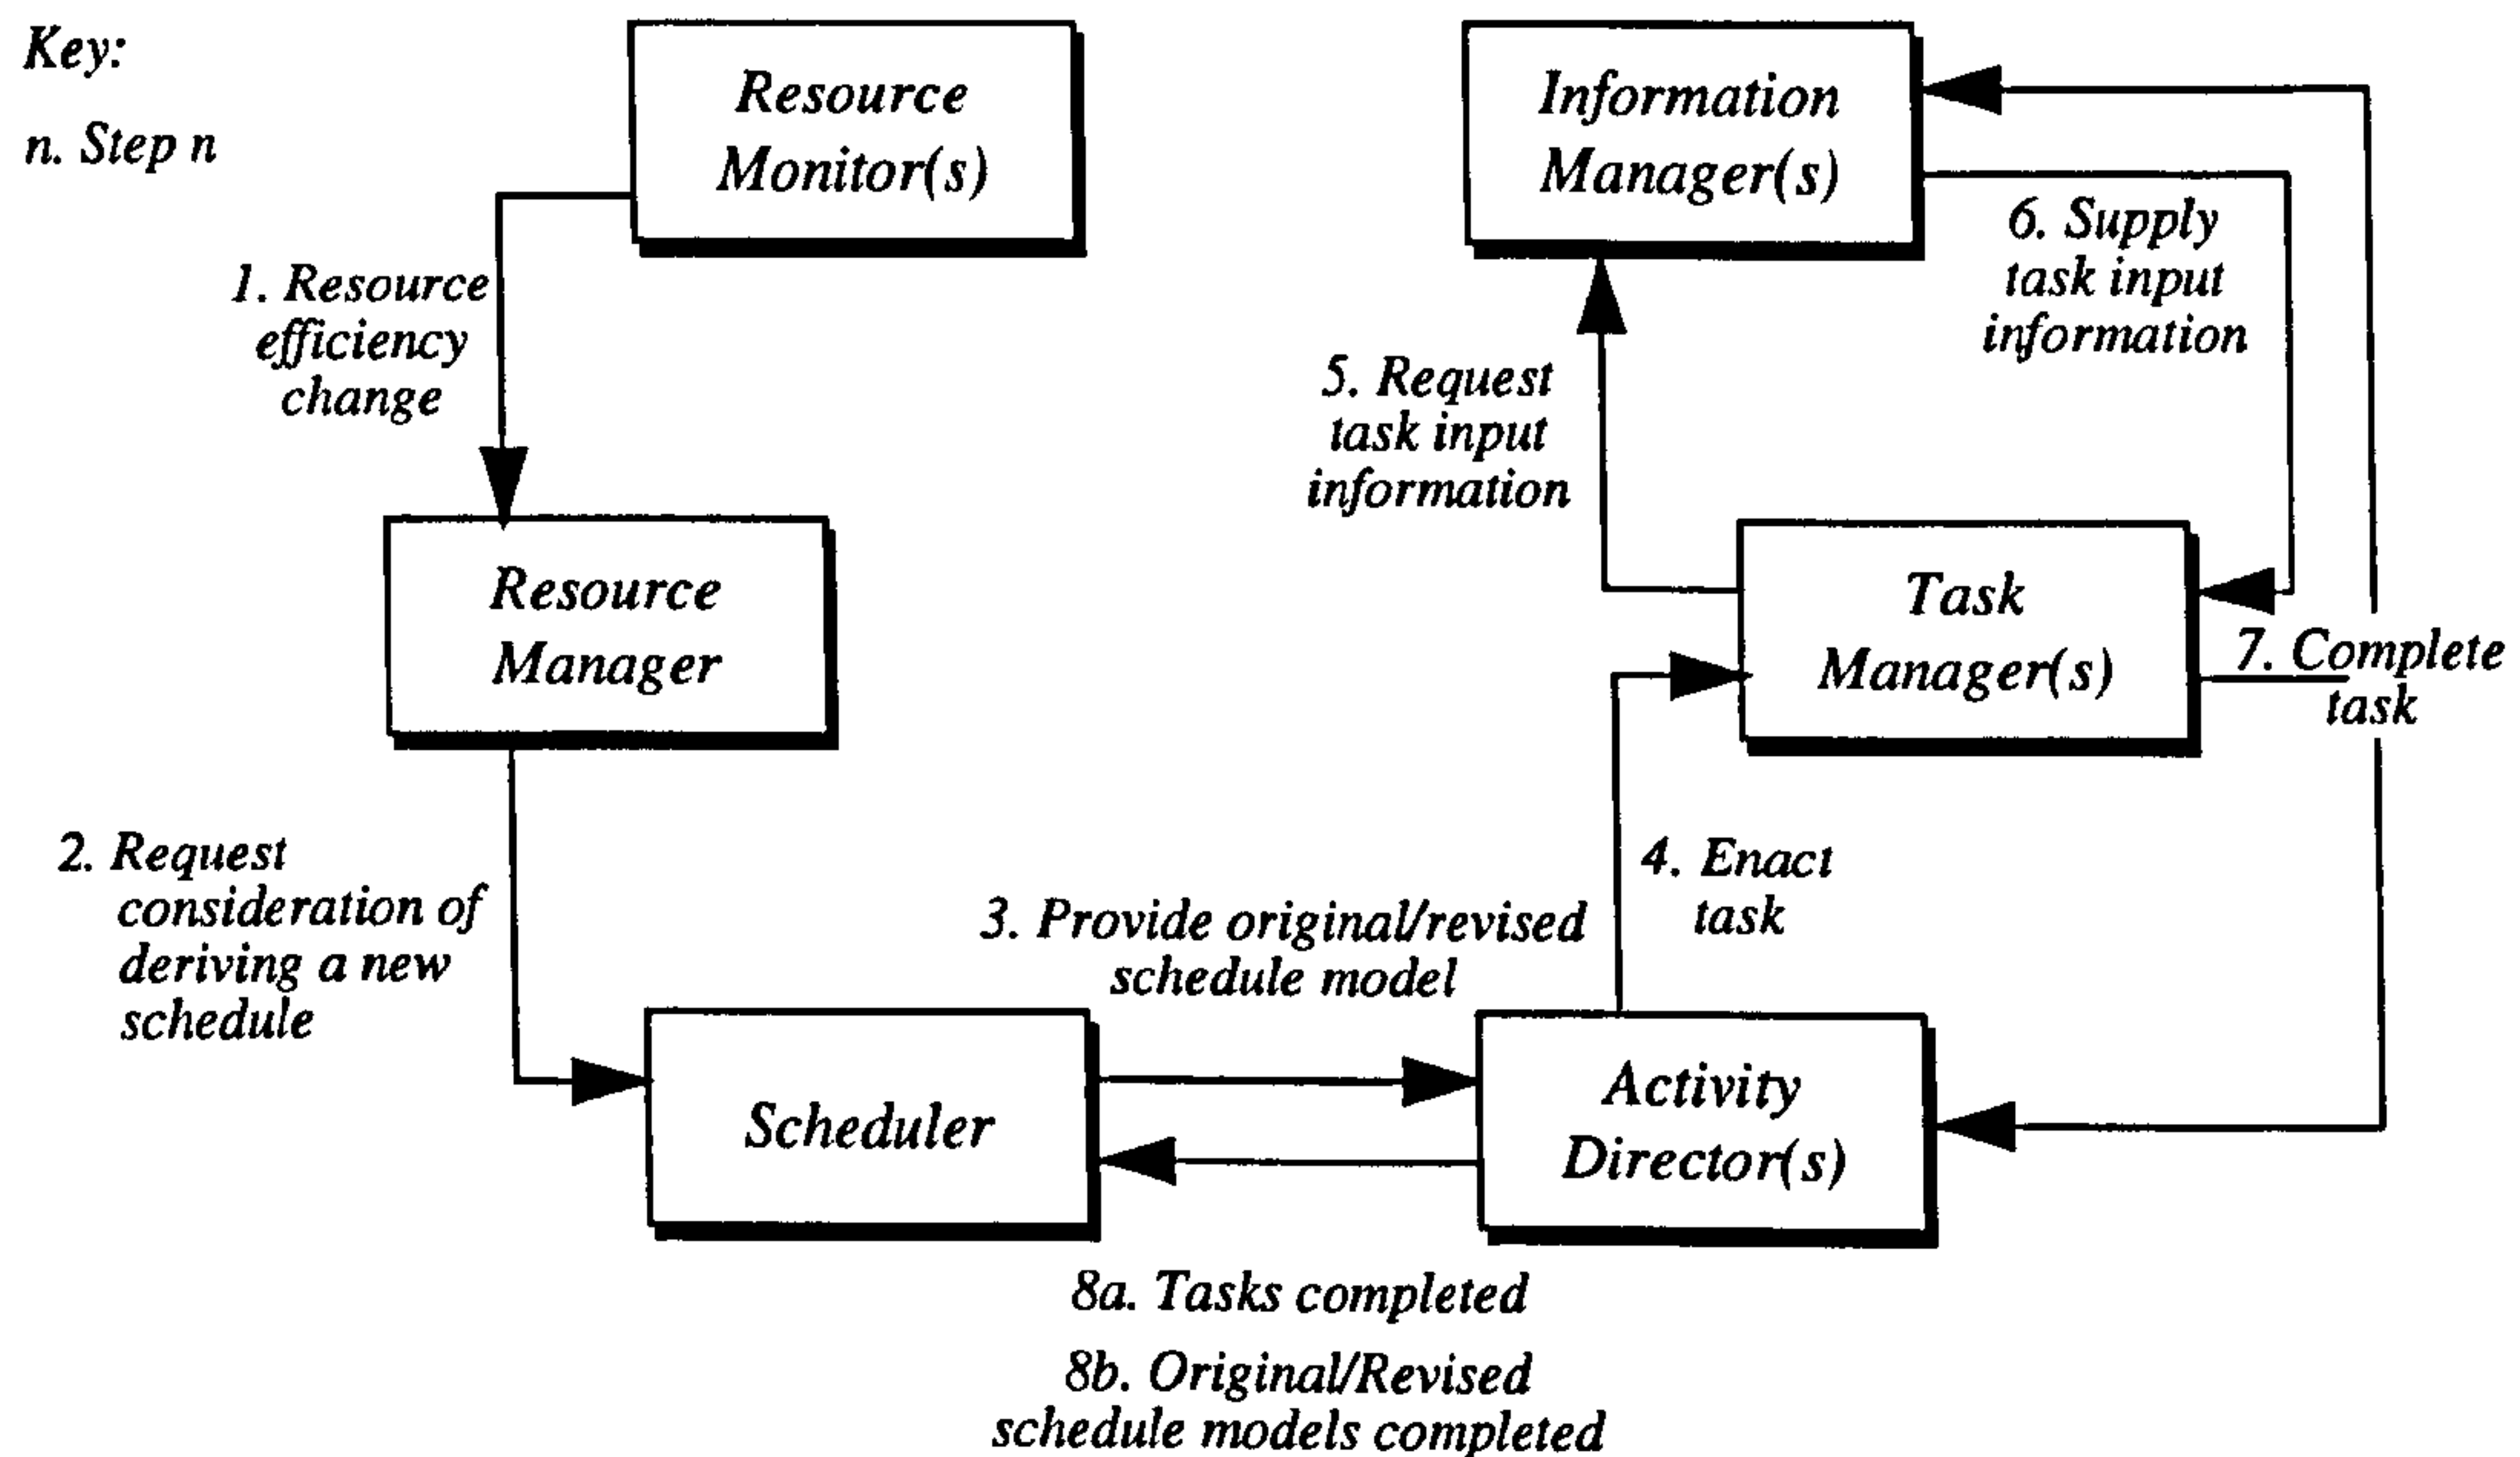 Key:
n. Step n
Resource
Monitor(s)
Information
Manager(s)
1. Resource
efficiency
change
6. Supply
task input
information
5. Request
task input
information
Resource
Manager
Task
Manager(s)
7. Complete
task
2. Request
consideration of
deriving a new
schedule
3. Provide original/revised
schedule model
4. Enact
task
Scheduler
Activity
Director(s)
8a. Tasks completed
8b. Original/Revised
schedule models completed